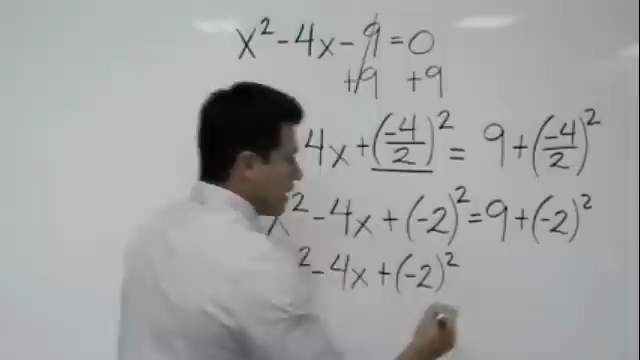 x² - 4x - 9 = 0
+9 +9
4x + (-4/2)² = 9 + (-4/2)²
x² - 4x + (-2)² = 9 + (-2)²
² - 4x + (-2)²